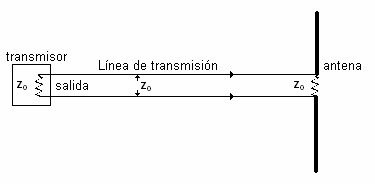 transmisor
Línea de transmisión
antena
Zo
salida
Zo
Zo